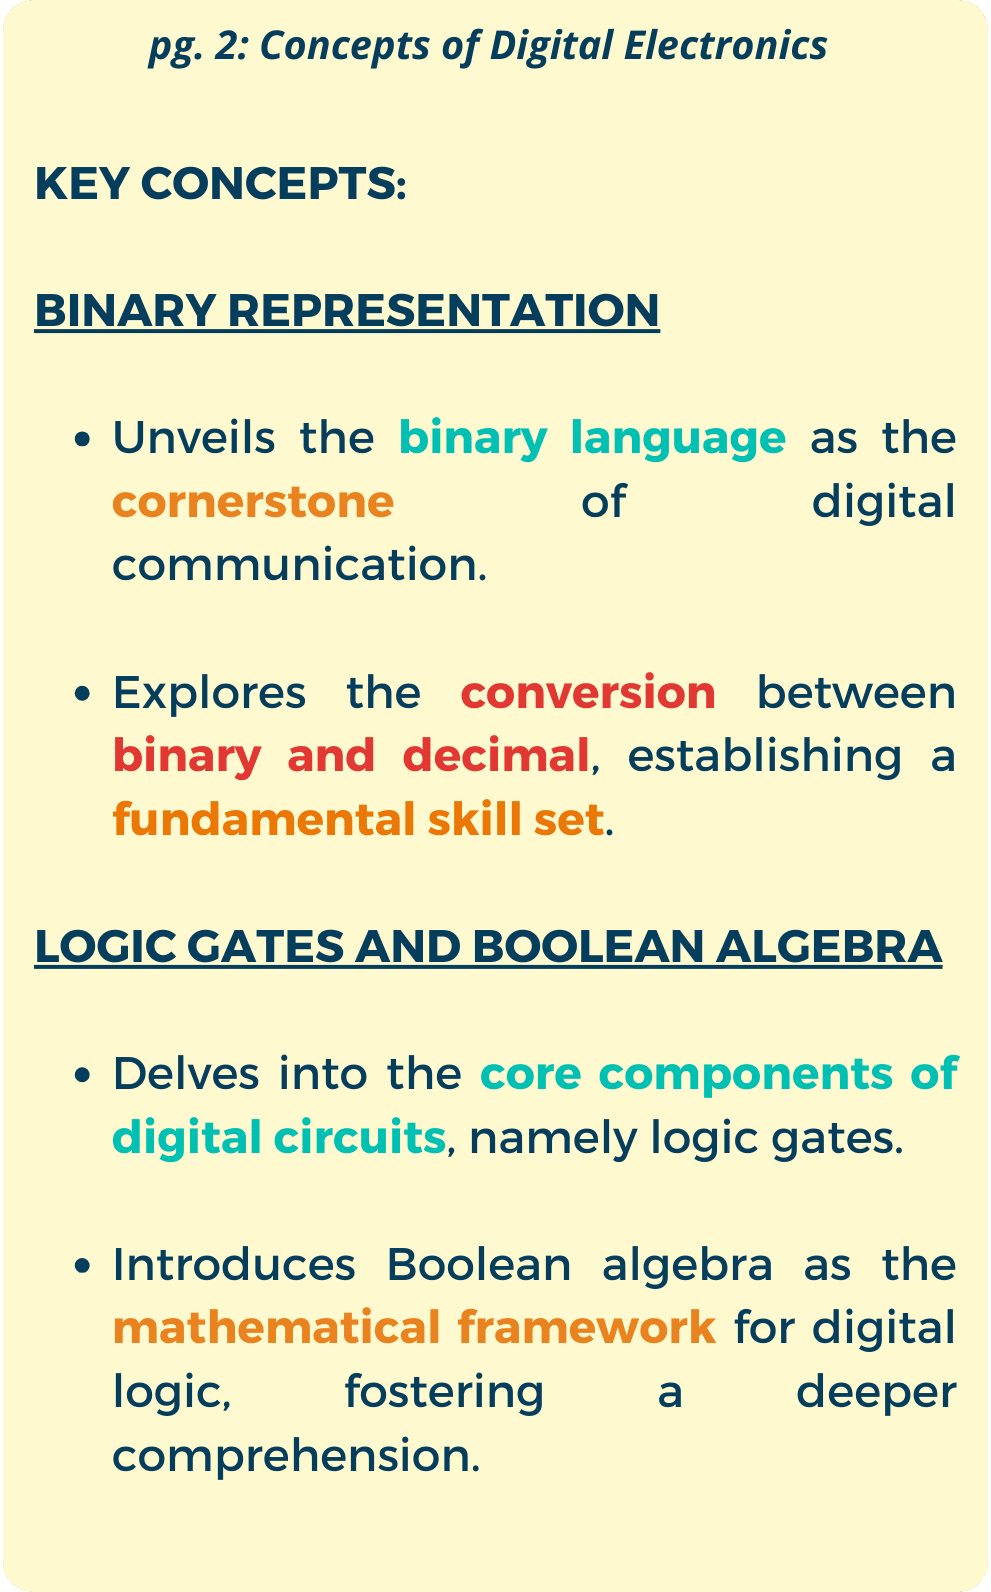 pg. 2: Concepts of Digital Electronics
KEY CONCEPTS:
BINARY REPRESENTATION
• Unveils the binary language as the
cornerstone of digital
communication.
• Explores the conversion between
binary and decimal, establishing a
fundamental skill set.
LOGIC GATES AND BOOLEAN ALGEBRA
• Delves into the core components of
digital circuits, namely logic gates.
• Introduces Boolean algebra as the
mathematical framework for digital
logic, fostering a deeper
comprehension.